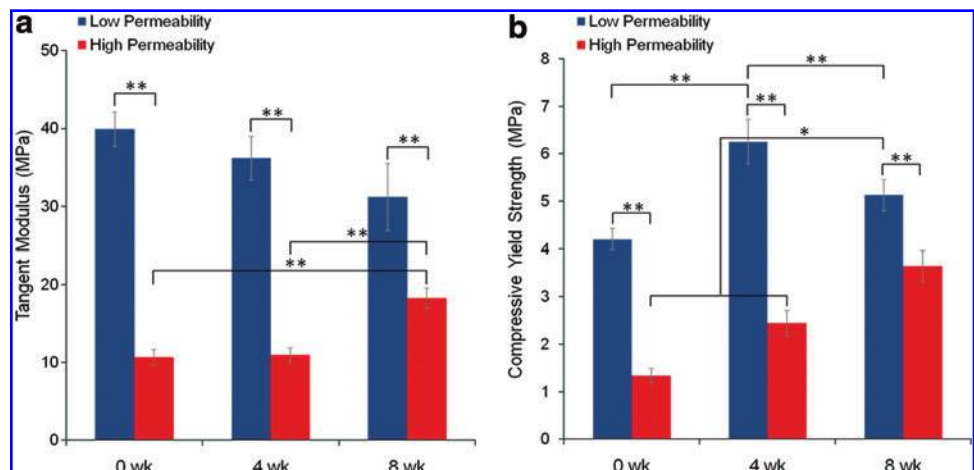 a
Low Permeability
High Permeability
Tangent Modulus (MPa)
50
40
30
20
10
0
**
**
**
**
**
0 wk
4 wk
8 wk
b
Low Permeability
High Permeability
Compressive Yield Strength (MPa)
8
7
6
5
4
3
2
1
0
**
**
**
*
**
**
0 wk
4 wk
8 wk